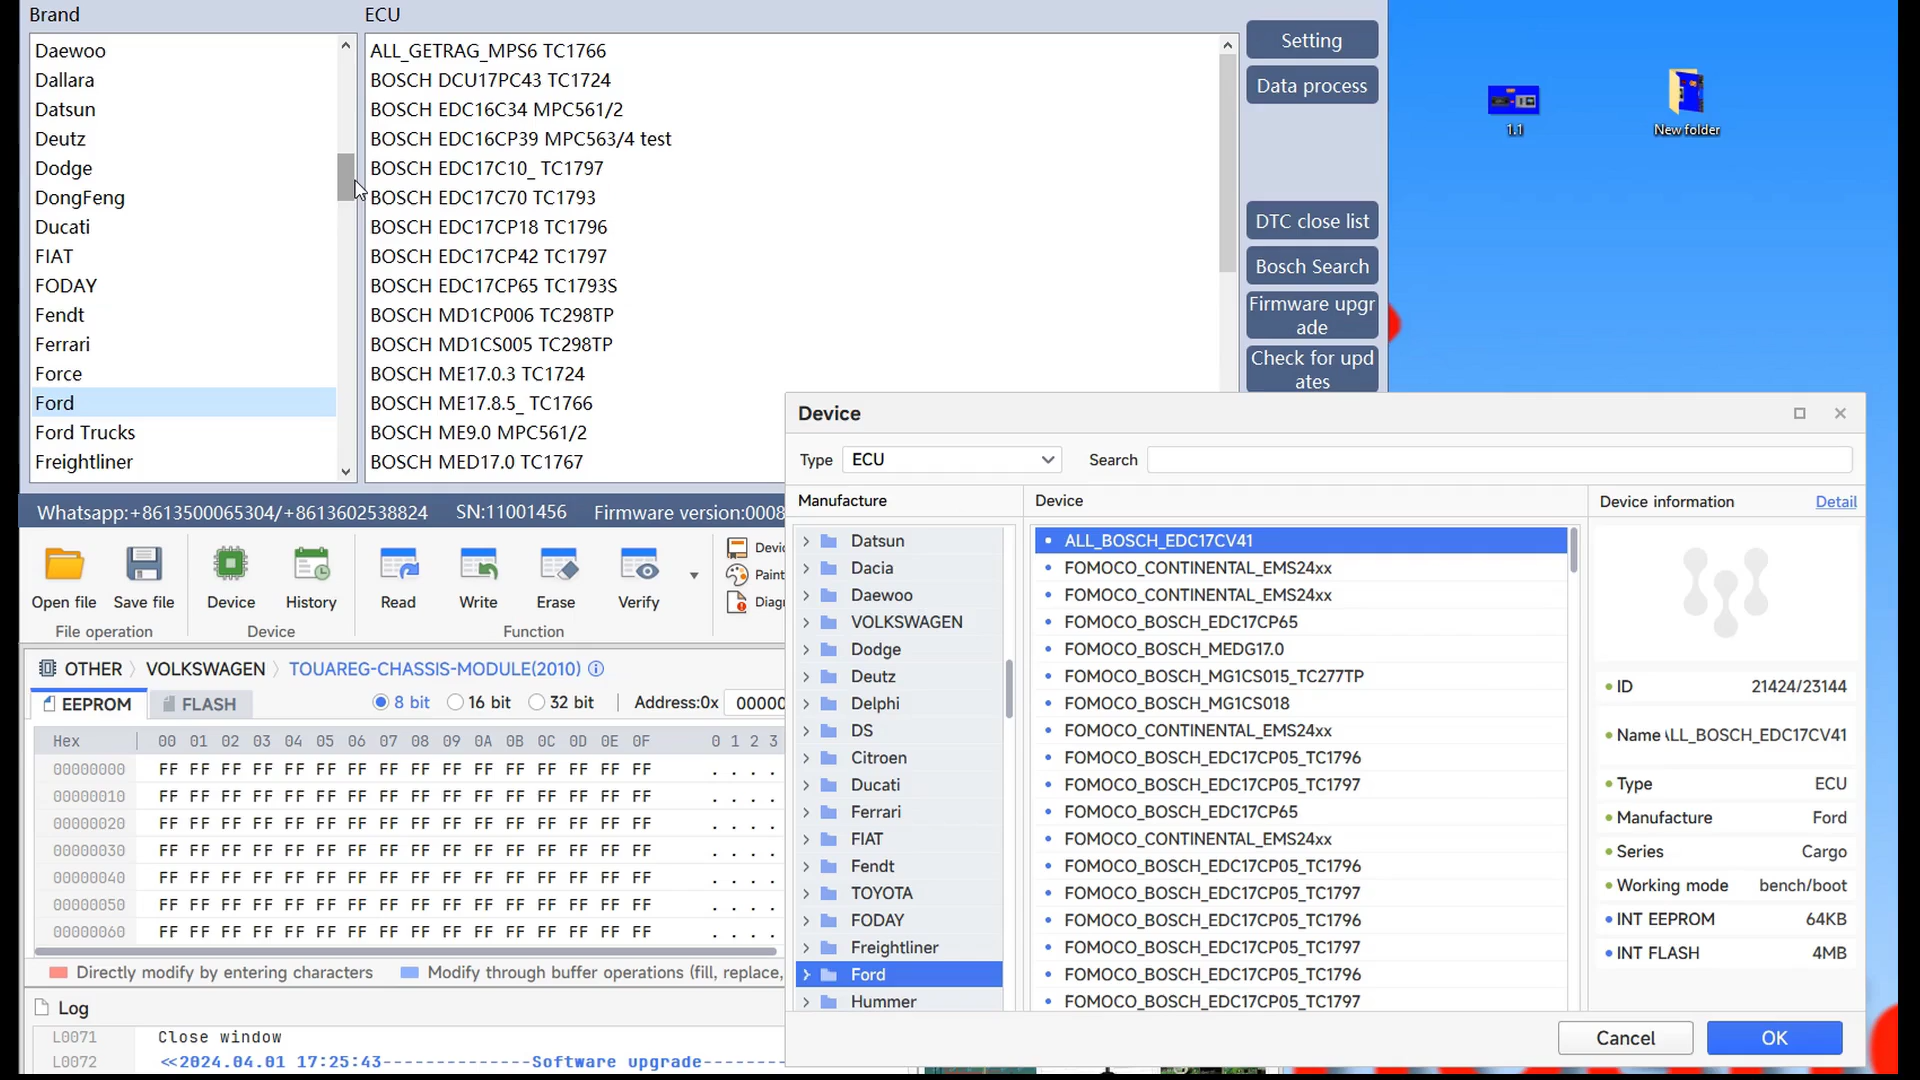 Brand
ECU
Daewoo
Dallara
Datsun
Deutz
Dodge
DongFeng
Ducati
FIAT
FODAY
Fendt
Ferrari
Force
Ford
Ford Trucks
Freightliner
ALL_GETRAG_MPS6 TC1766
BOSCH DCU17PC43 TC1724
BOSCH EDC16C34 MPC561/2
BOSCH EDC16CP39 MPC563/4 test
BOSCH EDC17C10_ TC1797
BOSCH EDC17C70 TC1793
BOSCH EDC17CP18 TC1796
BOSCH EDC17CP42 TC1797
BOSCH EDC17CP65 TC1793S
BOSCH MD1CP006 TC298TP
BOSCH MD1CS005 TC298TP
BOSCH ME17.0.3 TC1724
BOSCH ME17.8.5_ TC1766
BOSCH ME9.0 MPC561/2
BOSCH MED17.0 TC1767
Setting
Data process
DTC close list
Bosch Search
Firmware upgr
ade
Check for upd
ates
1.1
New folder
Whatsapp:+8613500065304/+8613602538824 SN:11001456 Firmware version:0008
Open file
Save file
Device
History
Read
Write
Erase
Verify
Devic
Paint
Diagr
File operation
Device
Function
OTHER VOLKSWAGEN TOUAREG-CHASSIS-MODULE(2010)
EEPROM
FLASH
8 bit 16 bit 32 bit Address:0x 00000
Hex 00 01 02 03 04 05 06 07 08 09 0A 0B 0C 0D 0E 0F 0 1 2 3
00000000 FF FF FF FF FF FF FF FF FF FF FF FF FF FF FF FF . . . .
00000010 FF FF FF FF FF FF FF FF FF FF FF FF FF FF FF FF . . . .
00000020 FF FF FF FF FF FF FF FF FF FF FF FF FF FF FF FF . . . .
00000030 FF FF FF FF FF FF FF FF FF FF FF FF FF FF FF FF . . . .
00000040 FF FF FF FF FF FF FF FF FF FF FF FF FF FF FF FF . . . .
00000050 FF FF FF FF FF FF FF FF FF FF FF FF FF FF FF FF . . . .
00000060 FF FF FF FF FF FF FF FF FF FF FF FF FF FF FF FF . . . .
Directly modify by entering characters Modify through buffer operations (fill, replace,
Log
L0071 Close window
L0072 <<2024.04.01 17:25:43--------------Software upgrade-------
Device
Type ECU Search
Manufacture
Datsun
Dacia
Daewoo
VOLKSWAGEN
Dodge
Deutz
Delphi
DS
Citroen
Ducati
Ferrari
FIAT
Fendt
TOYOTA
FODAY
Freightliner
Ford
Hummer
Device
ALL_BOSCH_EDC17CV41
FOMOCO_CONTINENTAL_EMS24xx
FOMOCO_CONTINENTAL_EMS24xx
FOMOCO_BOSCH_EDC17CP65
FOMOCO_BOSCH_MEDG17.0
FOMOCO_BOSCH_MG1CS015_TC277TP
FOMOCO_BOSCH_MG1CS018
FOMOCO_CONTINENTAL_EMS24xx
FOMOCO_BOSCH_EDC17CP05_TC1796
FOMOCO_BOSCH_EDC17CP05_TC1797
FOMOCO_BOSCH_EDC17CP65
FOMOCO_CONTINENTAL_EMS24xx
FOMOCO_BOSCH_EDC17CP05_TC1796
FOMOCO_BOSCH_EDC17CP05_TC1797
FOMOCO_BOSCH_EDC17CP05_TC1796
FOMOCO_BOSCH_EDC17CP05_TC1797
FOMOCO_BOSCH_EDC17CP05_TC1796
FOMOCO_BOSCH_EDC17CP05_TC1797
Device information Detail
ID 21424/23144
Name LL_BOSCH_EDC17CV41
Type ECU
Manufacture Ford
Series Cargo
Working mode bench/boot
INT EEPROM 64KB
INT FLASH 4MB
Cancel
OK